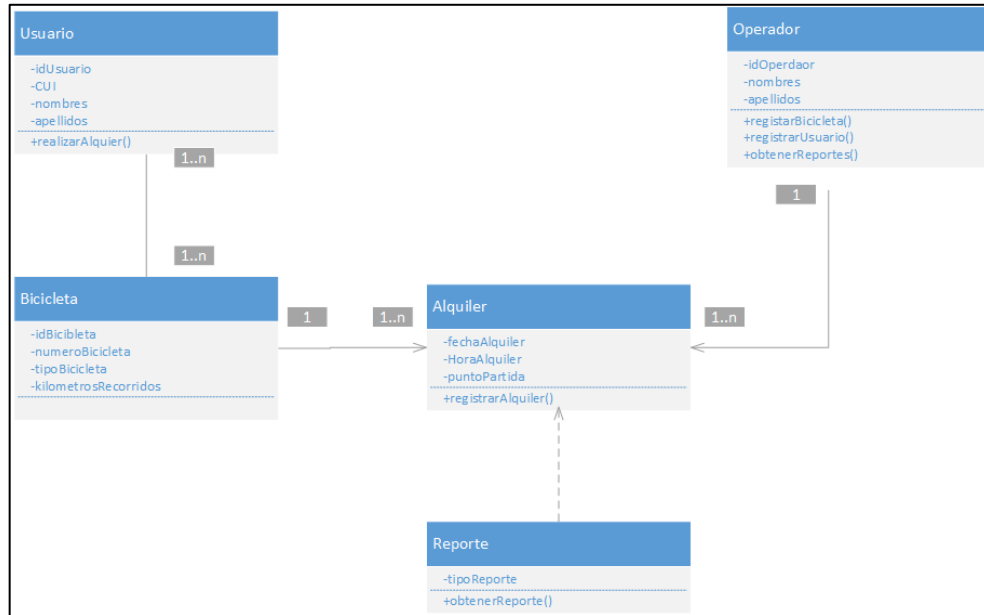 Usuario
-idUsuario
-CUI
-nombres
-apellidos
+realizarAlquier()
Operador
-idOperdaor
-nombres
-apellidos
+registarBicicleta()
+registrarUsuario()
+obtenerReportes()
1..n
1
1..n
Bicicleta
-idBicibleta
-numeroBicicleta
-tipoBicicleta
-kilometrosRecorridos
1
1..n
Alquiler
-fechaAlquiler
-HoraAlquiler
-puntoPartida
+registrarAlquiler()
1..n
Reporte
-tipoReporte
+obtenerReporte()